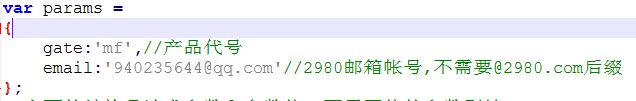 var params =
{
gate:'mf',//产品代号
email:'940235644@qq.com'//2980邮箱帐号,不需要@2980.com后缀
};